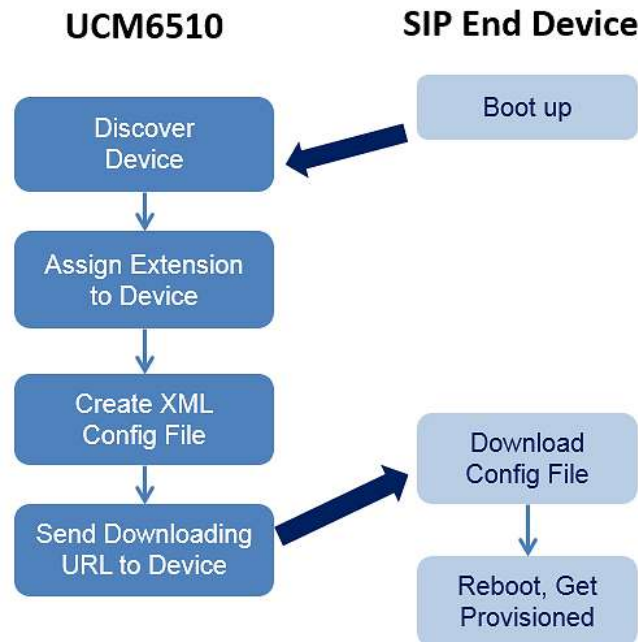 UCM6510
SIP End Device
Boot up
Discover
Device
Assign Extension
to Device
Create XML
Config File
Download
Config File
Send Downloading
URL to Device
Reboot, Get
Provisioned